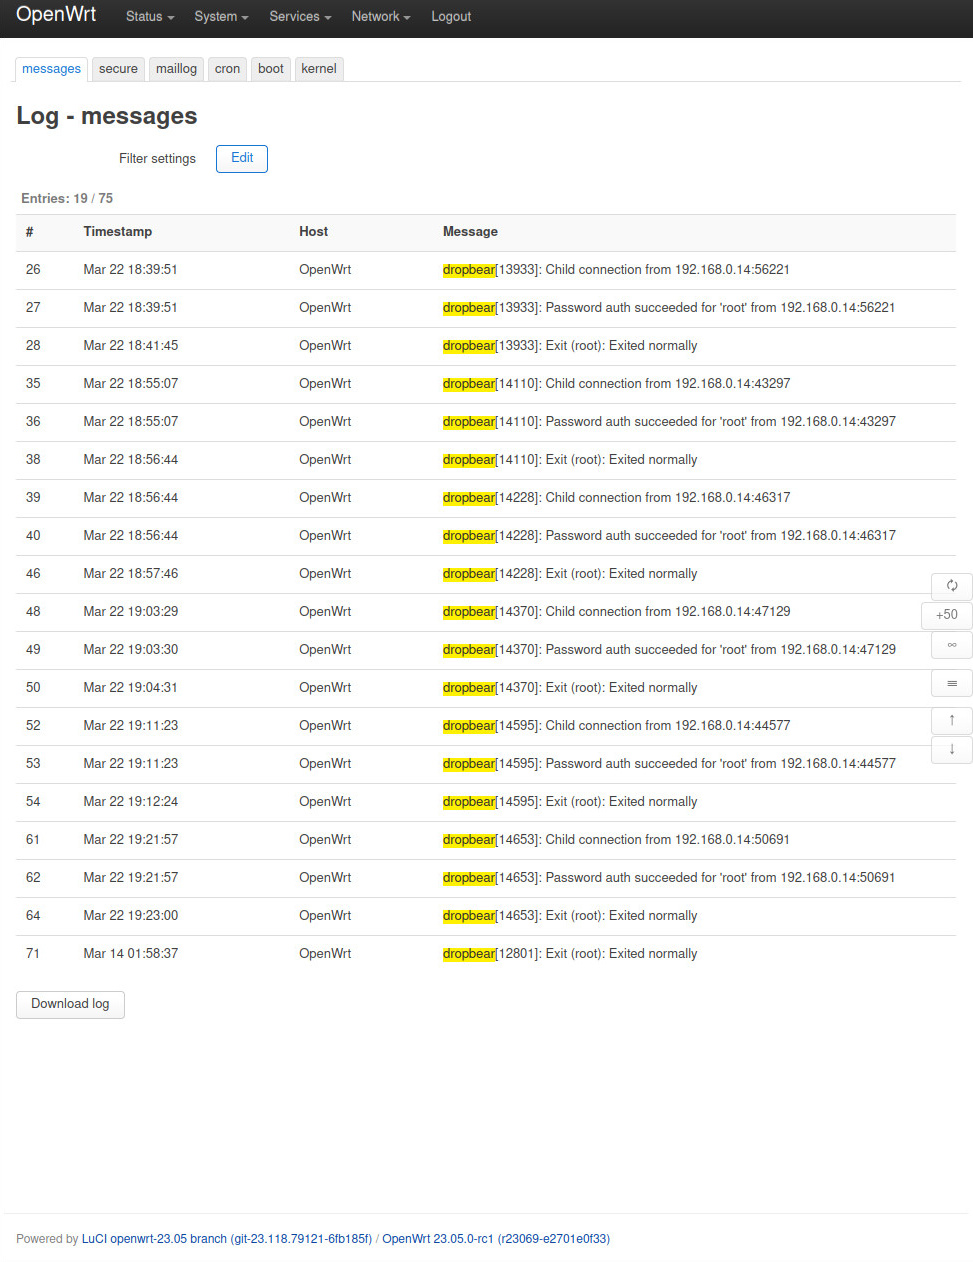 OpenWrt Status System Services Network Logout
messages secure maillog cron boot kernel
Log - messages
Filter settings Edit
Entries: 19 / 75
# Timestamp Host Message
26 Mar 22 18:39:51 OpenWrt dropbear[13933]: Child connection from 192.168.0.14:56221
27 Mar 22 18:39:51 OpenWrt dropbear[13933]: Password auth succeeded for 'root' from 192.168.0.14:56221
28 Mar 22 18:41:45 OpenWrt dropbear[13933]: Exit (root): Exited normally
35 Mar 22 18:55:07 OpenWrt dropbear[14110]: Child connection from 192.168.0.14:43297
36 Mar 22 18:55:07 OpenWrt dropbear[14110]: Password auth succeeded for 'root' from 192.168.0.14:43297
38 Mar 22 18:56:44 OpenWrt dropbear[14110]: Exit (root): Exited normally
39 Mar 22 18:56:44 OpenWrt dropbear[14228]: Child connection from 192.168.0.14:46317
40 Mar 22 18:56:44 OpenWrt dropbear[14228]: Password auth succeeded for 'root' from 192.168.0.14:46317
46 Mar 22 18:57:46 OpenWrt dropbear[14228]: Exit (root): Exited normally
48 Mar 22 19:03:29 OpenWrt dropbear[14370]: Child connection from 192.168.0.14:47129
+50
49 Mar 22 19:03:30 OpenWrt dropbear[14370]: Password auth succeeded for 'root' from 192.168.0.14:47129
∞
50 Mar 22 19:04:31 OpenWrt dropbear[14370]: Exit (root): Exited normally
≡
52 Mar 22 19:11:23 OpenWrt dropbear[14595]: Child connection from 192.168.0.14:44577
↑
53 Mar 22 19:11:23 OpenWrt dropbear[14595]: Password auth succeeded for 'root' from 192.168.0.14:44577
↓
54 Mar 22 19:12:24 OpenWrt dropbear[14595]: Exit (root): Exited normally
61 Mar 22 19:21:57 OpenWrt dropbear[14653]: Child connection from 192.168.0.14:50691
62 Mar 22 19:21:57 OpenWrt dropbear[14653]: Password auth succeeded for 'root' from 192.168.0.14:50691
64 Mar 22 19:23:00 OpenWrt dropbear[14653]: Exit (root): Exited normally
71 Mar 14 01:58:37 OpenWrt dropbear[12801]: Exit (root): Exited normally
Download log
Powered by LuCI openwrt-23.05 branch (git-23.118.79121-6fb185f) / OpenWrt 23.05.0-rc1 (r23069-e2701e0f33)